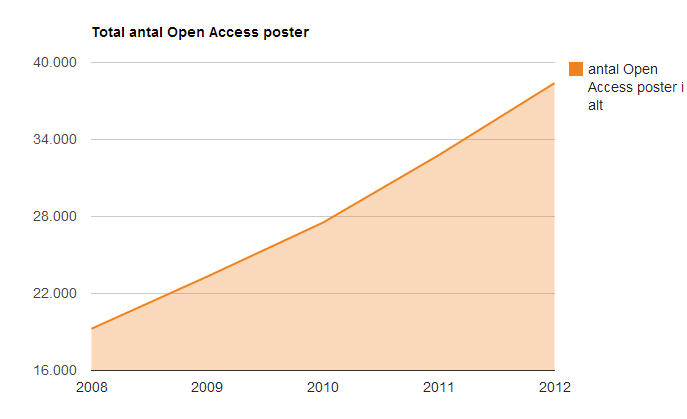 Total antal Open Access poster
40.000
34.000
28.000
22.000
16.000
2008 2009 2010 2011 2012
antal Open
Access poster i
alt